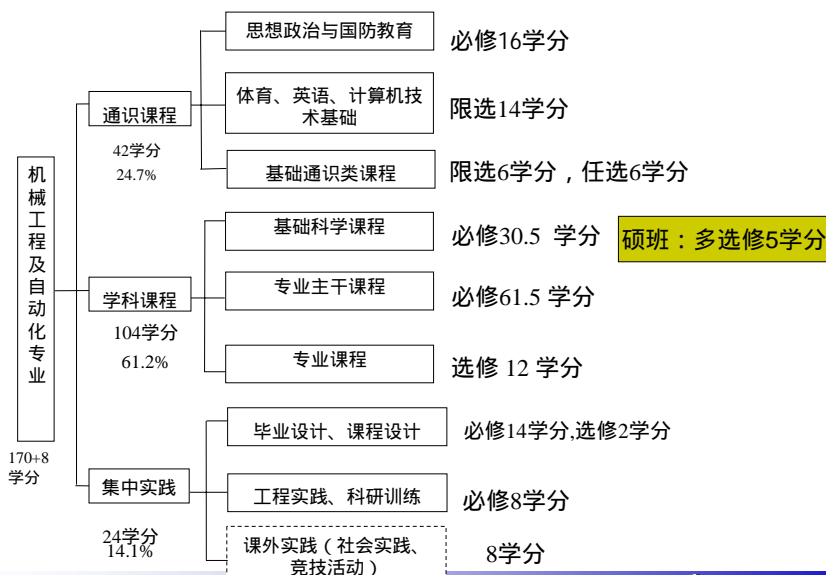 机械工程及自动化专业
170+8
学分
通识课程
42学分
24.7%
思想政治与国防教育
必修16学分
体育、英语、计算机技
术基础
限选14学分
基础通识类课程
限选6学分，任选6学分
学科课程
104学分
61.2%
基础科学课程
必修30.5 学分
硕班：多选修5学分
专业主干课程
必修61.5 学分
专业课程
选修 12 学分
集中实践
24学分
14.1%
毕业设计、课程设计
必修14学分,选修2学分
工程实践、科研训练
必修8学分
课外实践（社会实践、
竞技活动）
8学分